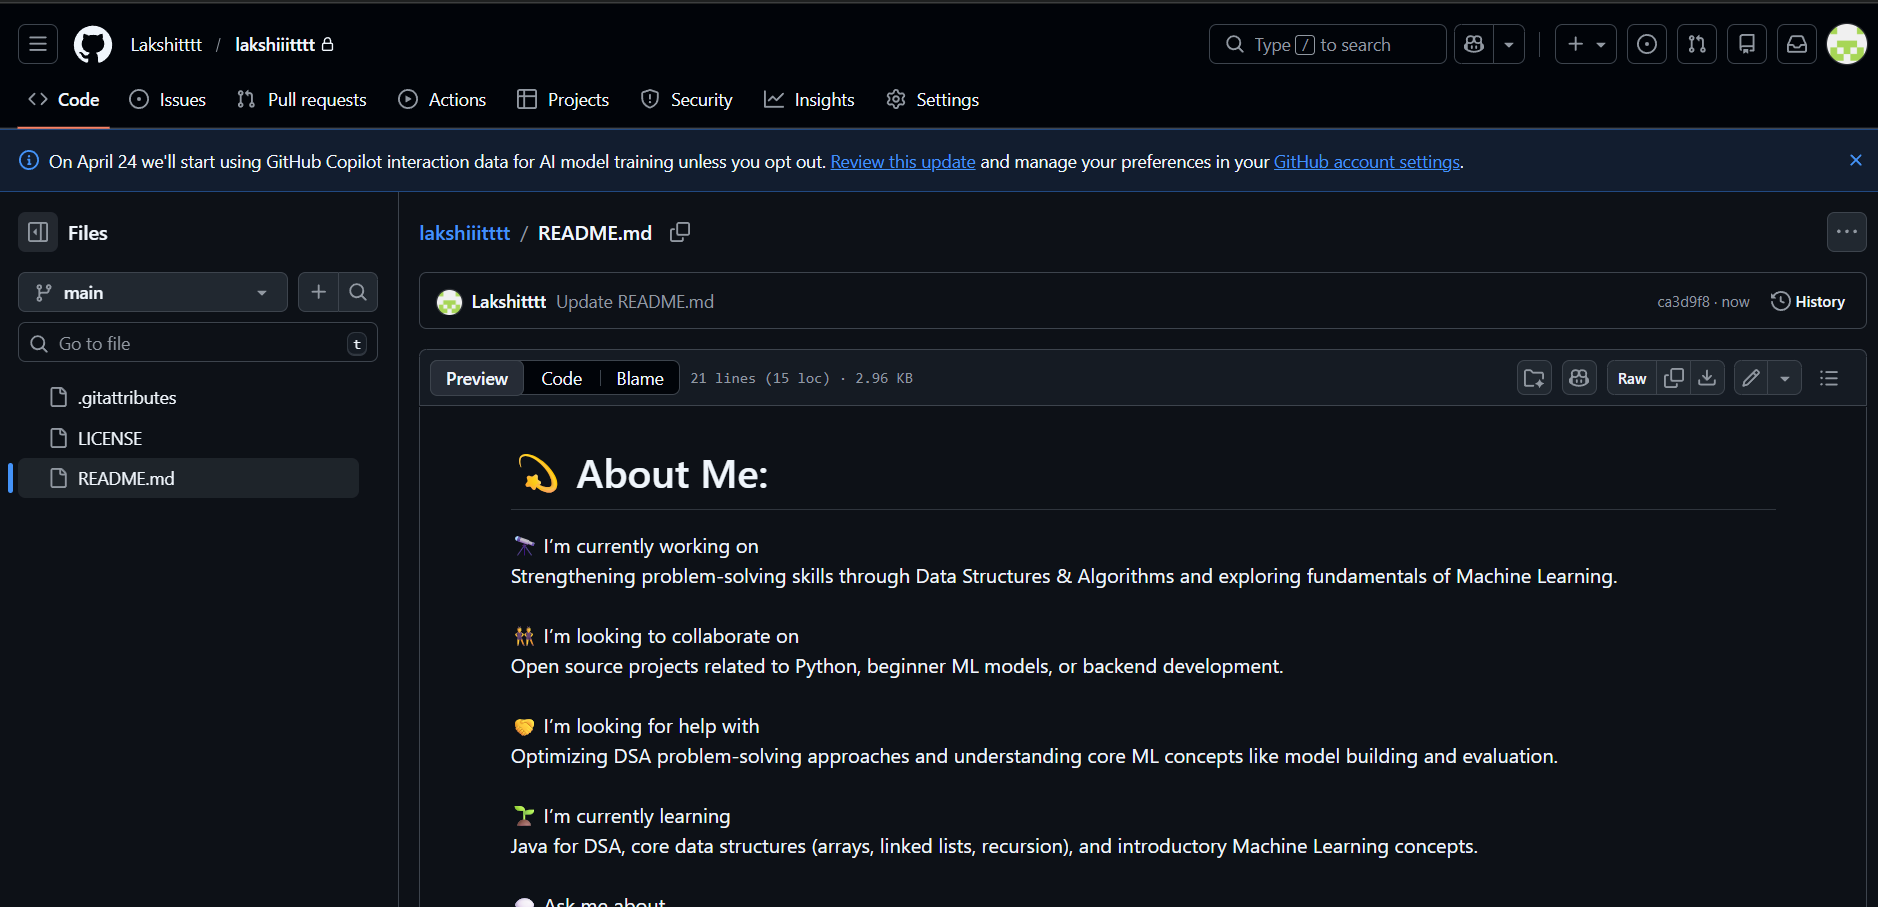 Lakshitttt / lakshiiitttt
Type / to search
Code Issues Pull requests Actions Projects Security Insights Settings
On April 24 we'll start using GitHub Copilot interaction data for AI model training unless you opt out. Review this update and manage your preferences in your GitHub account settings.
Files
main
Go to file t
.gitattributes
LICENSE
README.md
lakshiiitttt / README.md
Lakshitttt Update README.md ca3d9f8 · now History
Preview Code Blame 21 lines (15 loc) · 2.96 KB Raw
💫 About Me:
🔭 I’m currently working on
Strengthening problem-solving skills through Data Structures & Algorithms and exploring fundamentals of Machine Learning.
👯 I’m looking to collaborate on
Open source projects related to Python, beginner ML models, or backend development.
🤝 I’m looking for help with
Optimizing DSA problem-solving approaches and understanding core ML concepts like model building and evaluation.
🌱 I’m currently learning
Java for DSA, core data structures (arrays, linked lists, recursion), and introductory Machine Learning concepts.
💬 Ask me about